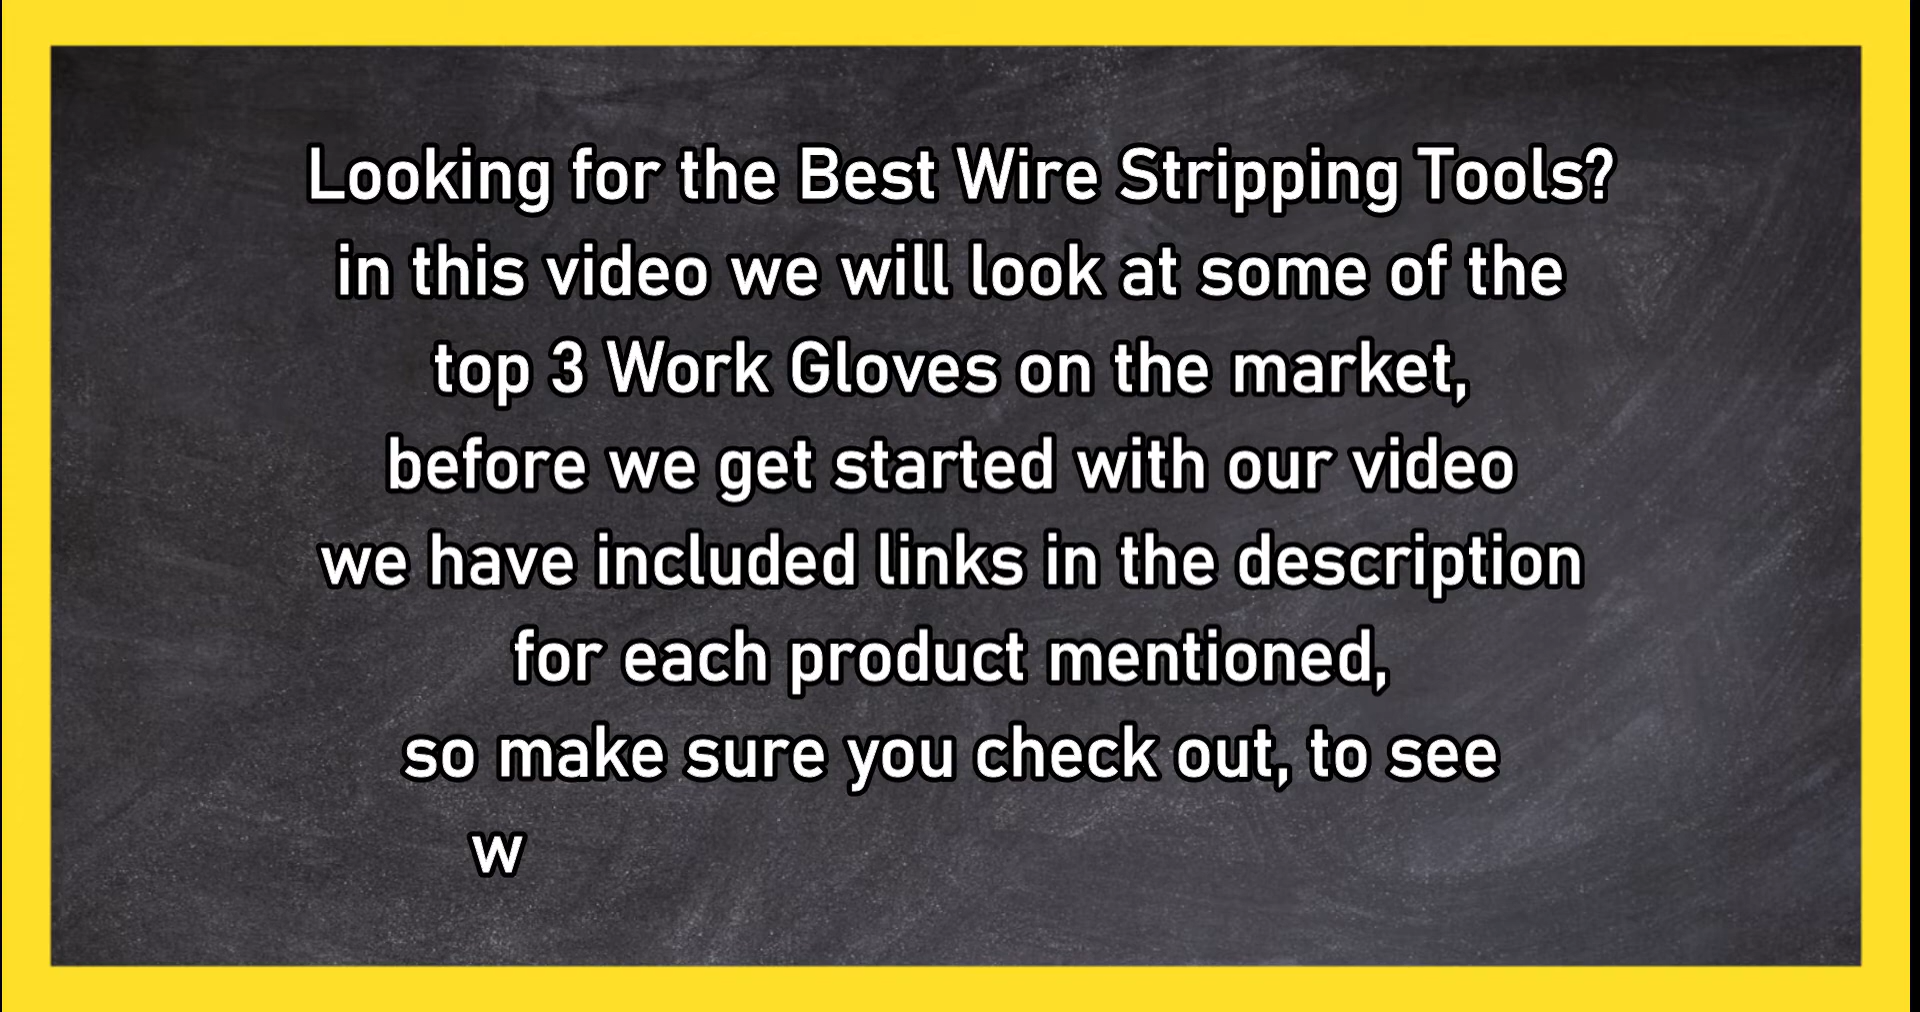 Looking for the Best Wire Stripping Tools?
in this video we will look at some of the
top 3 Work Gloves on the market,
before we get started with our video
we have included links in the description
for each product mentioned,
so make sure you check out, to see
w